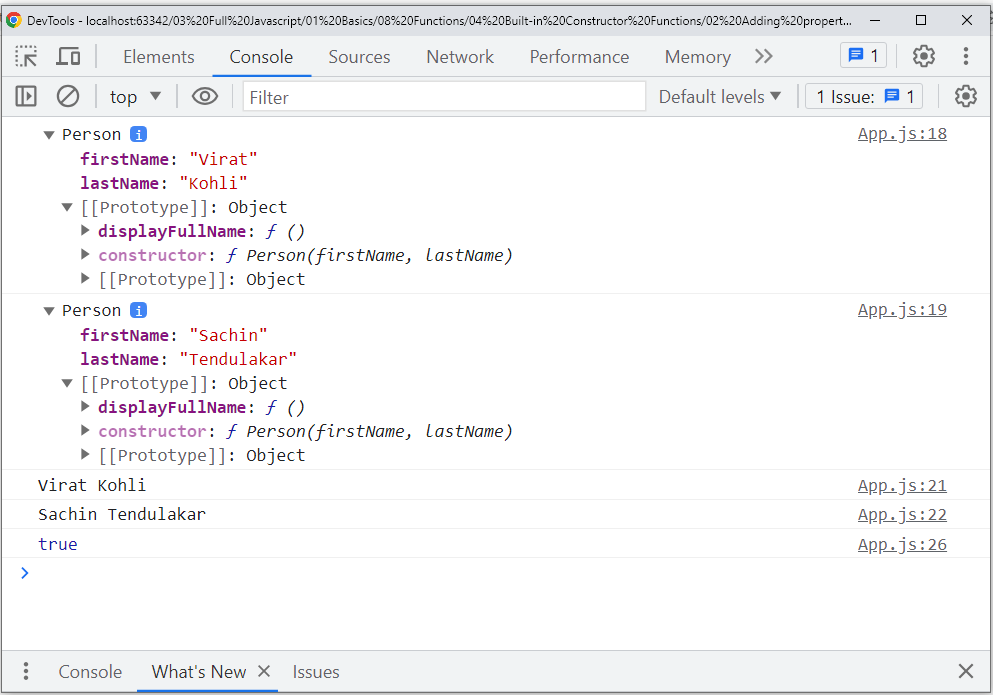 DevTools - localhost:63342/03%20Full%20Javascript/01%20Basics/08%20Functions/04%20Built-in%20Constructor%20Functions/02%20Adding%20propert...
Elements Console Sources Network Performance Memory 1
top Filter Default levels 1 Issue: 1
Person i App.js:18
firstName: "Virat"
lastName: "Kohli"
[[Prototype]]: Object
displayFullName: ƒ ()
constructor: ƒ Person(firstName, lastName)
[[Prototype]]: Object
Person i App.js:19
firstName: "Sachin"
lastName: "Tendulakar"
[[Prototype]]: Object
displayFullName: ƒ ()
constructor: ƒ Person(firstName, lastName)
[[Prototype]]: Object
Virat Kohli App.js:21
Sachin Tendulakar App.js:22
true App.js:26
Console What's New Issues